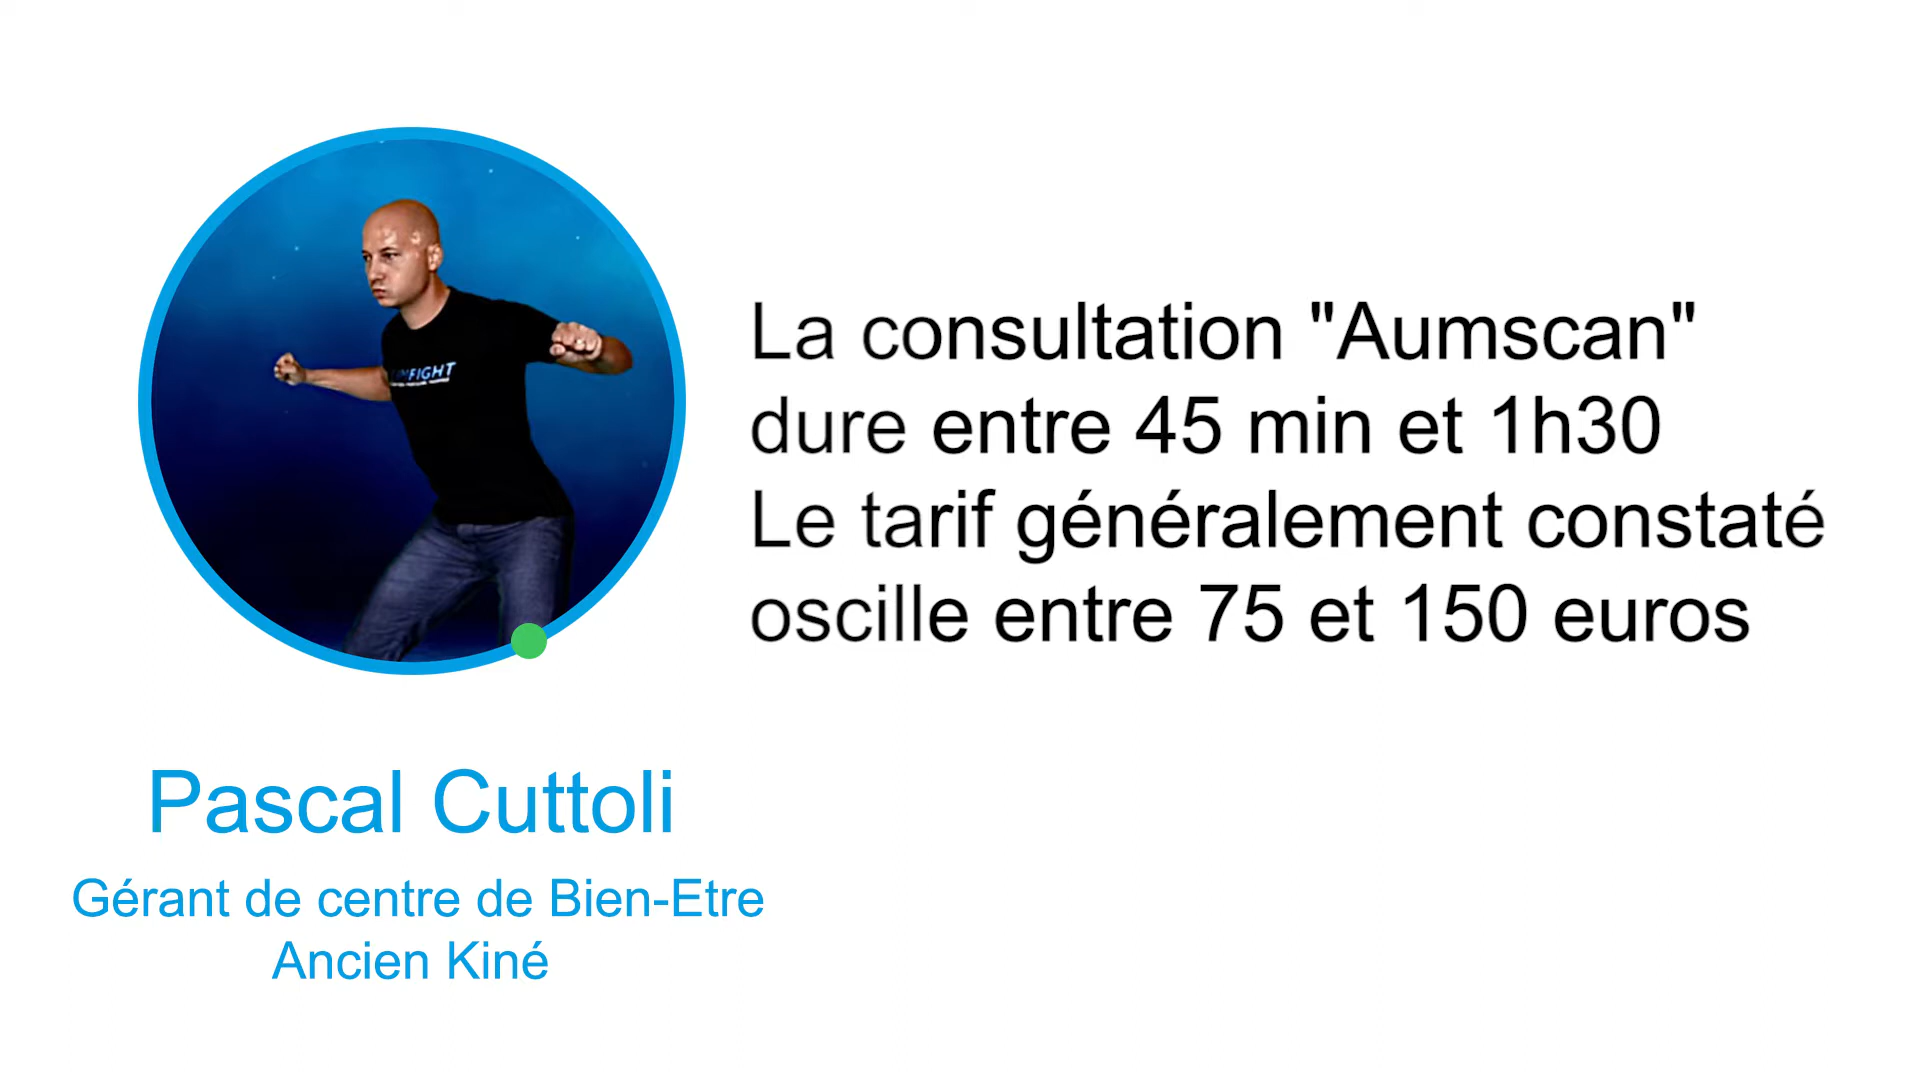 FIGHT
La consultation "Aumscan"
dure entre 45 min et 1h30
Le tarif généralement constaté
oscille entre 75 et 150 euros
Pascal Cuttoli
Gérant de centre de Bien-Etre
Ancien Kiné